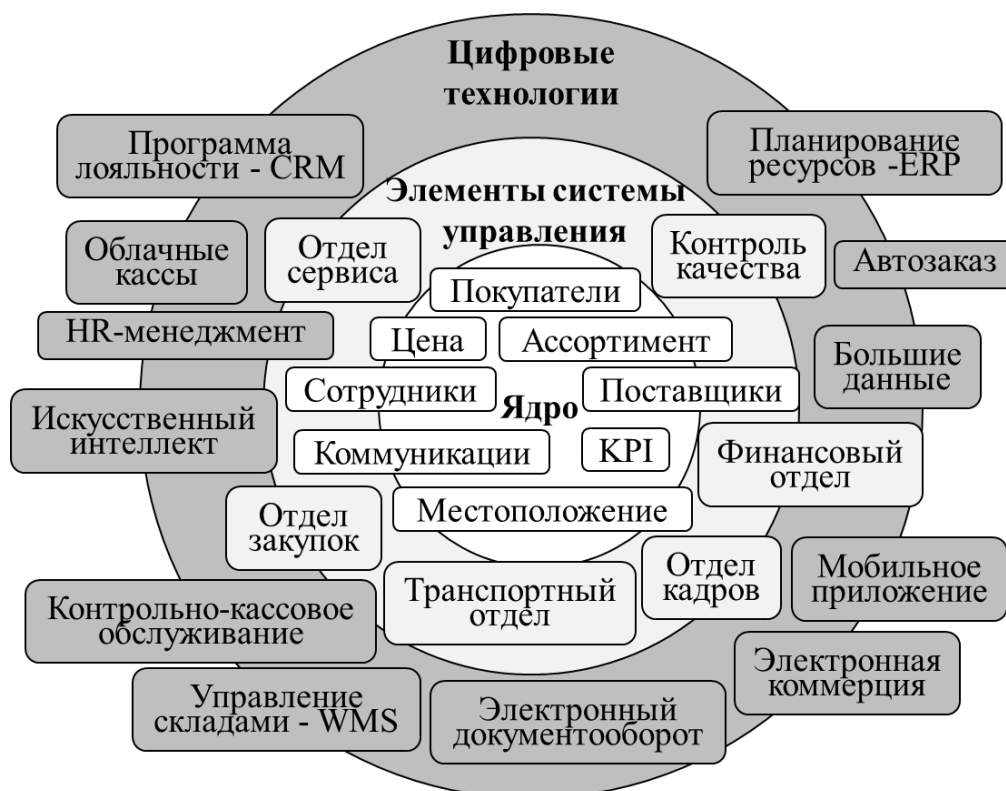 Цифровые
технологии
Программа
лояльности - CRM
Планирование
ресурсов -ERP
Элементы системы
управления
Облачные
кассы
Отдел
сервиса
Контроль
качества
Автозаказ
Покупатели
HR-менеджмент
Цена
Ассортимент
Большие
данные
Сотрудники
Поставщики
Ядро
Искусственный
интеллект
Коммуникации
KPI
Финансовый
отдел
Местоположение
Отдел
закупок
Транспортный
отдел
Отдел
кадров
Мобильное
приложение
Контрольно-кассовое
обслуживание
Электронная
коммерция
Управление
складами - WMS
Электронный
документооборот